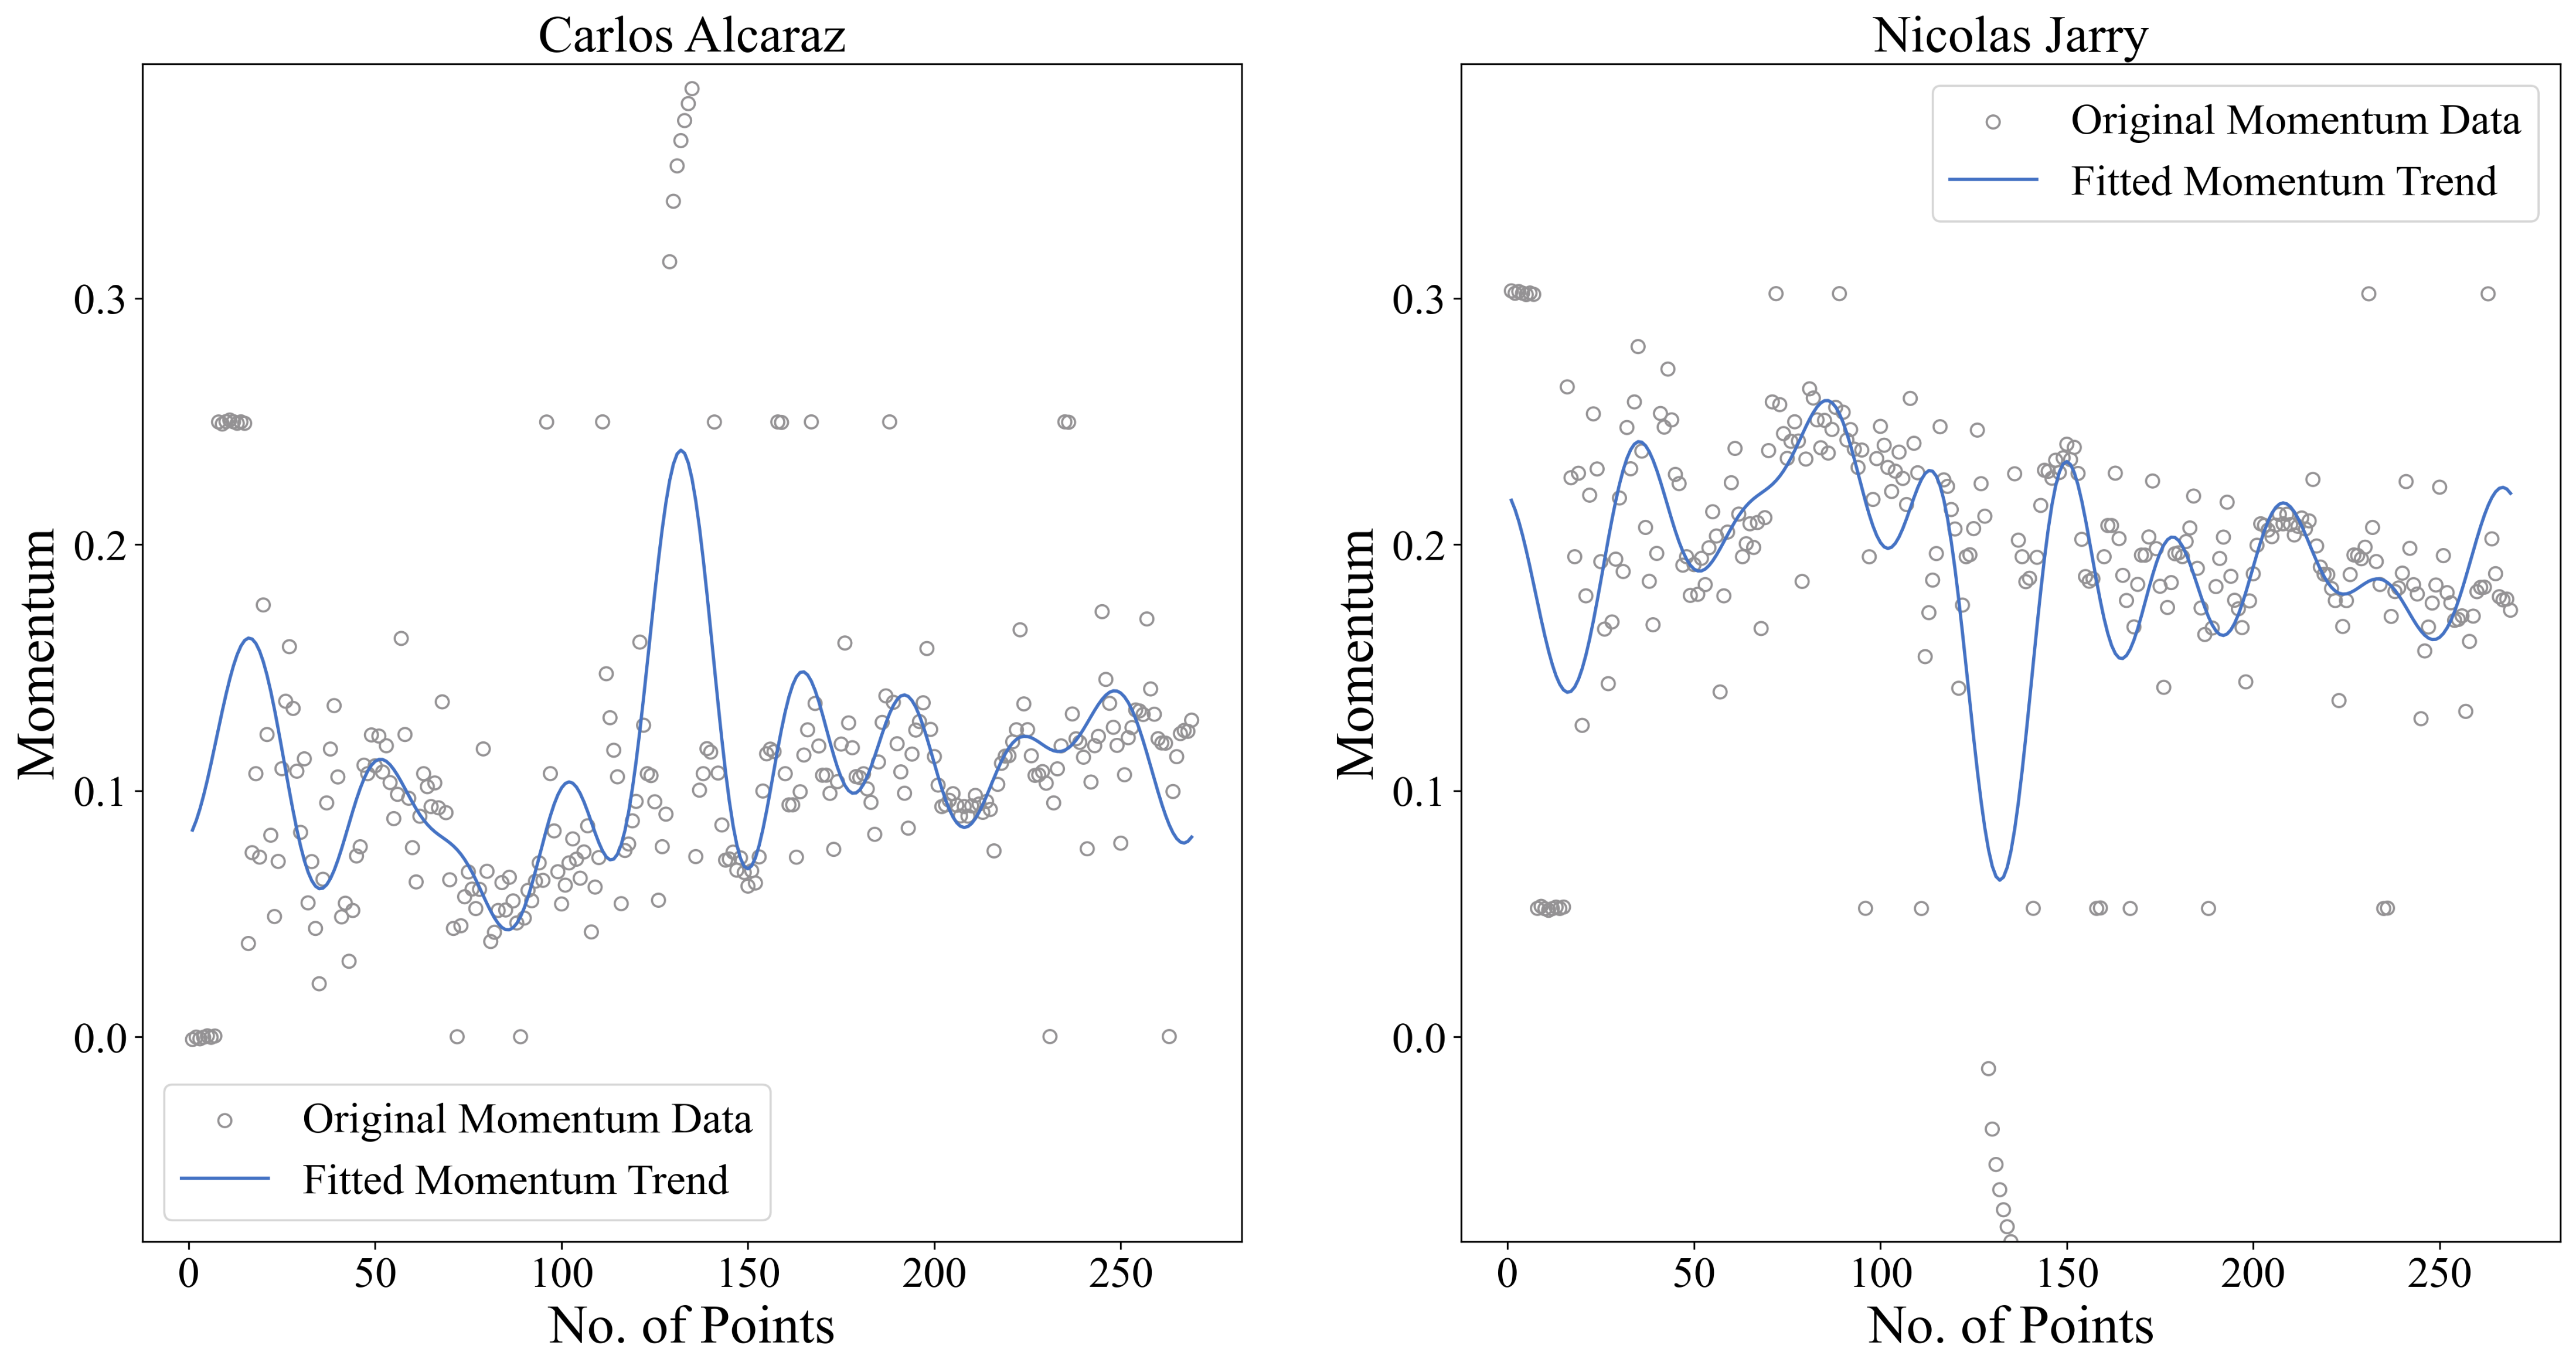 Carlos Alcaraz
Momentum
0.3
0.2
0.1
0.0
Original Momentum Data
Fitted Momentum Trend
0 50 100 150 200 250
No. of Points
Nicolas Jarry
Original Momentum Data
Fitted Momentum Trend
Momentum
0.3
0.2
0.1
0.0
0 50 100 150 200 250
No. of Points